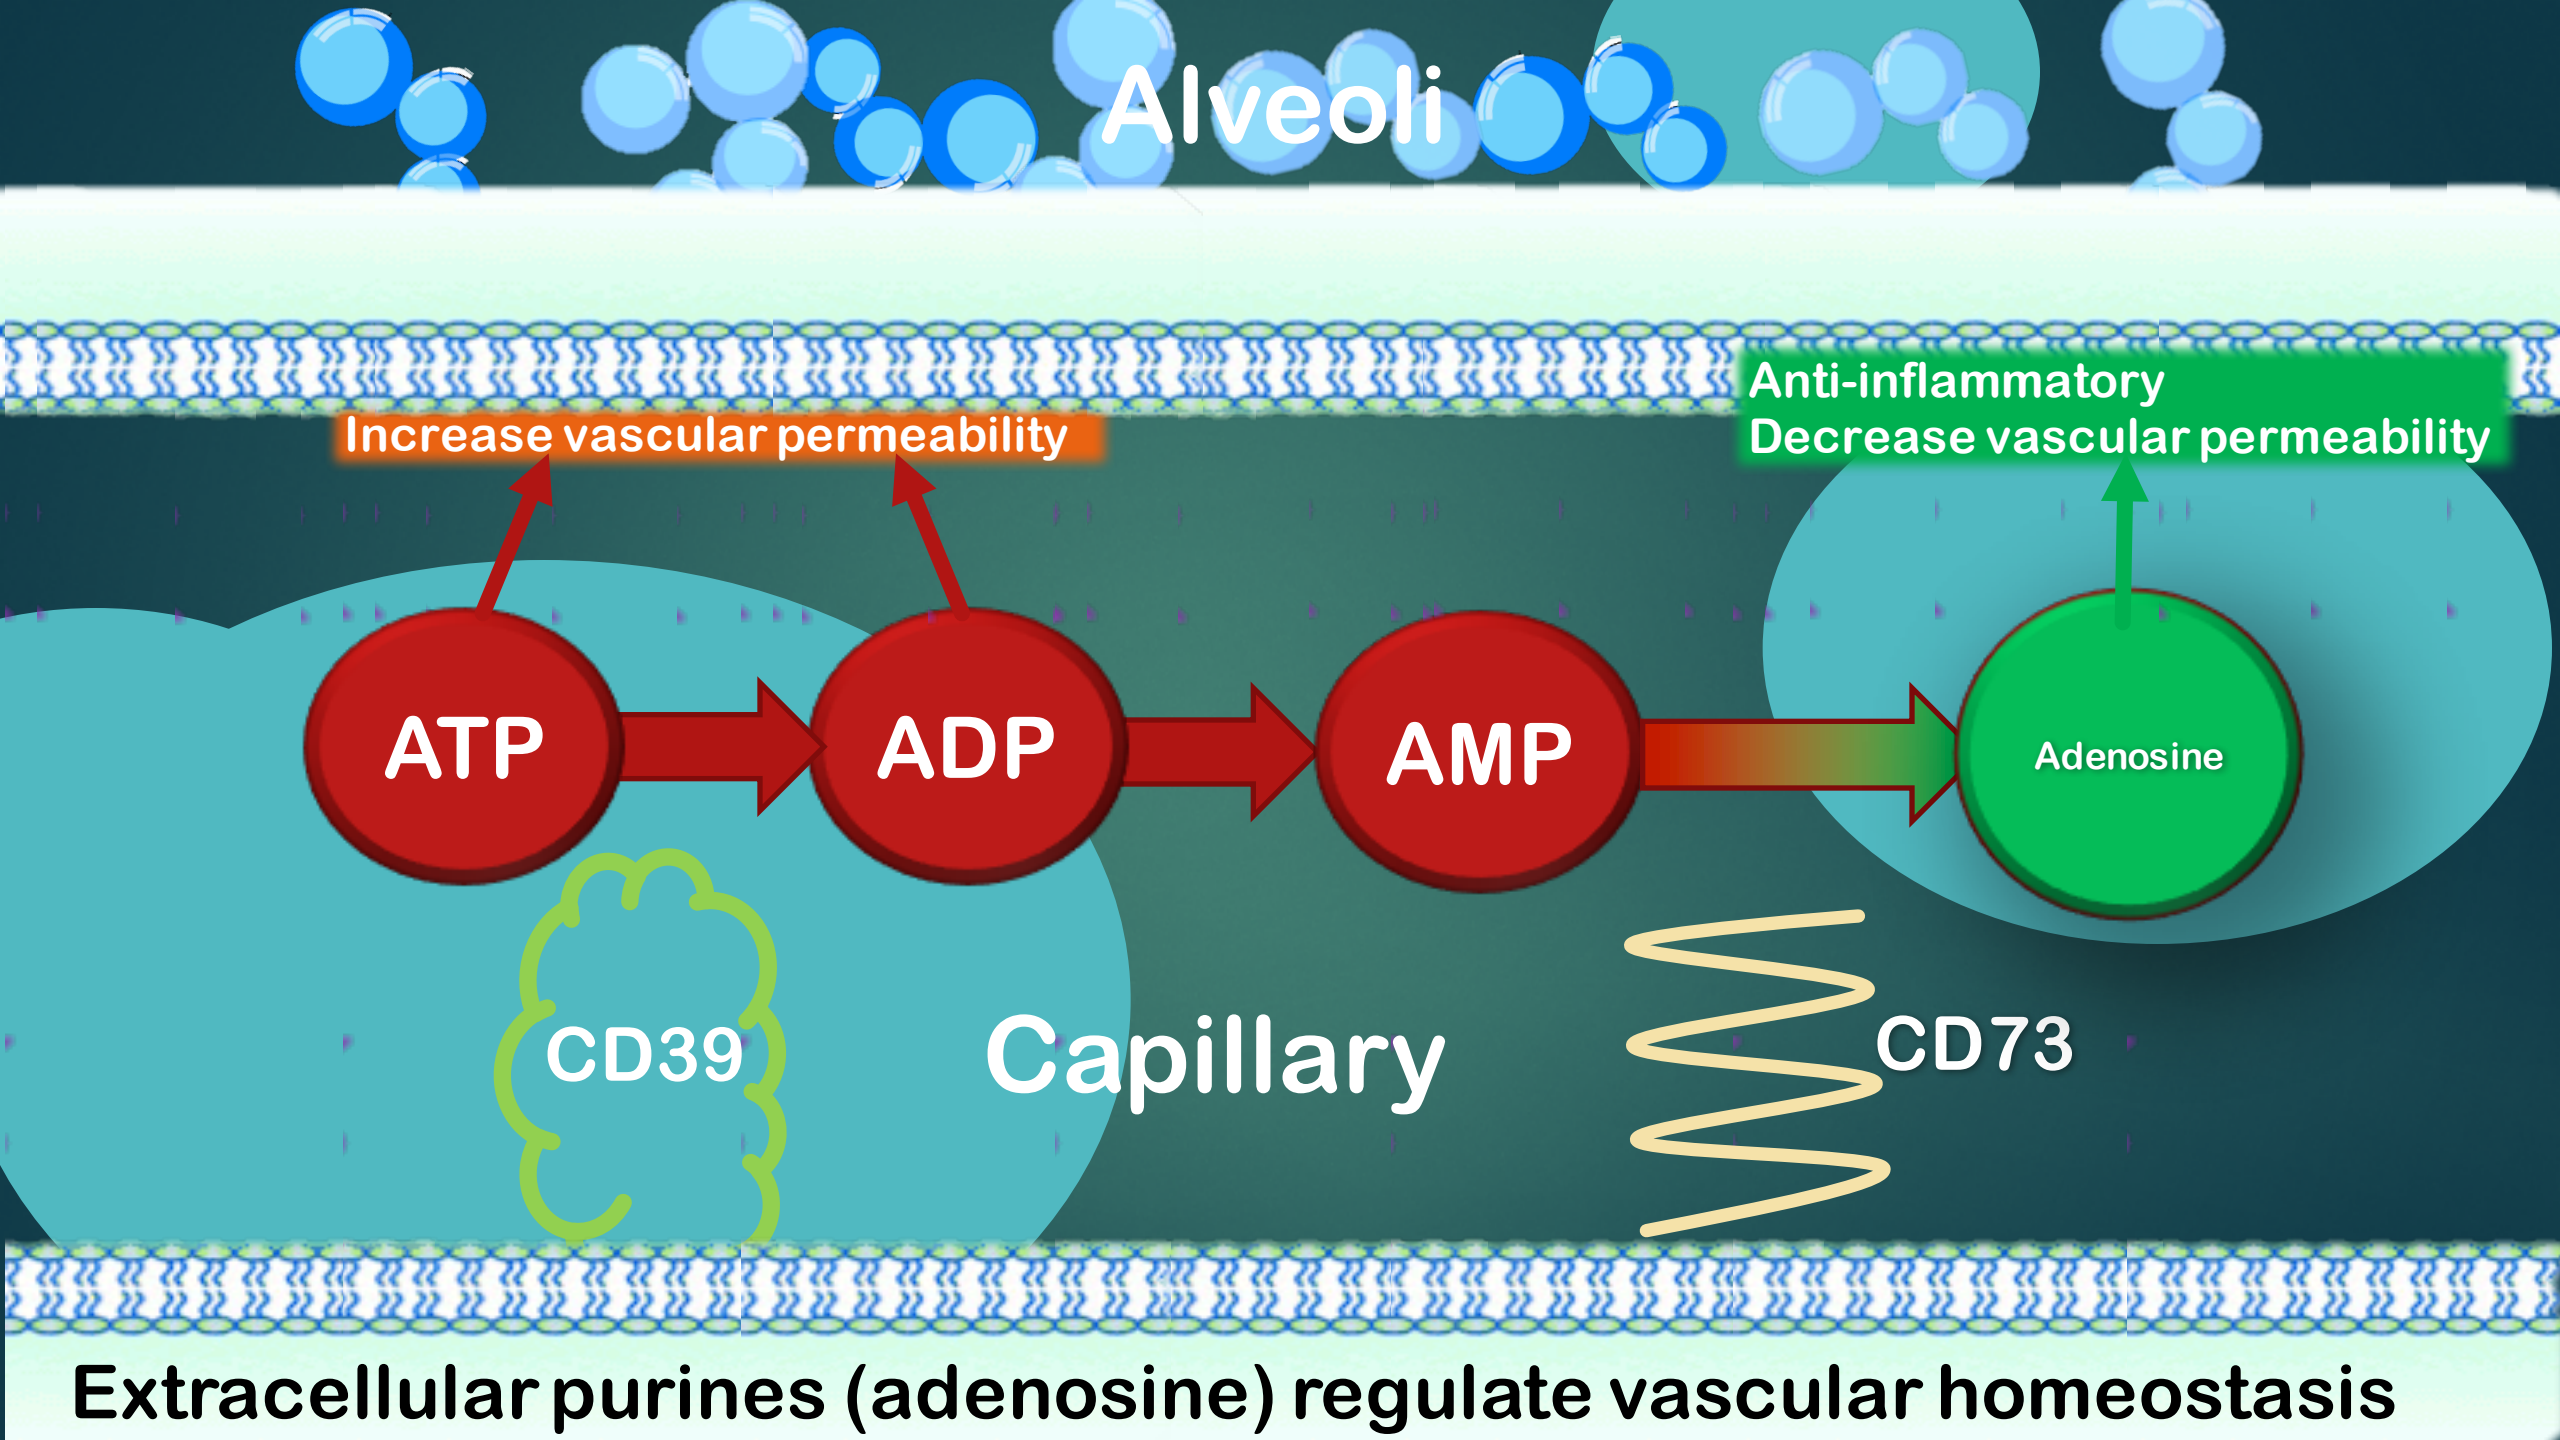 Alveoli
Increase vascular permeability
Anti-inflammatory
Decrease vascular permeability
ATP
ADP
AMP
Adenosine
CD39
Capillary
CD73
Extracellular purines (adenosine) regulate vascular homeostasis